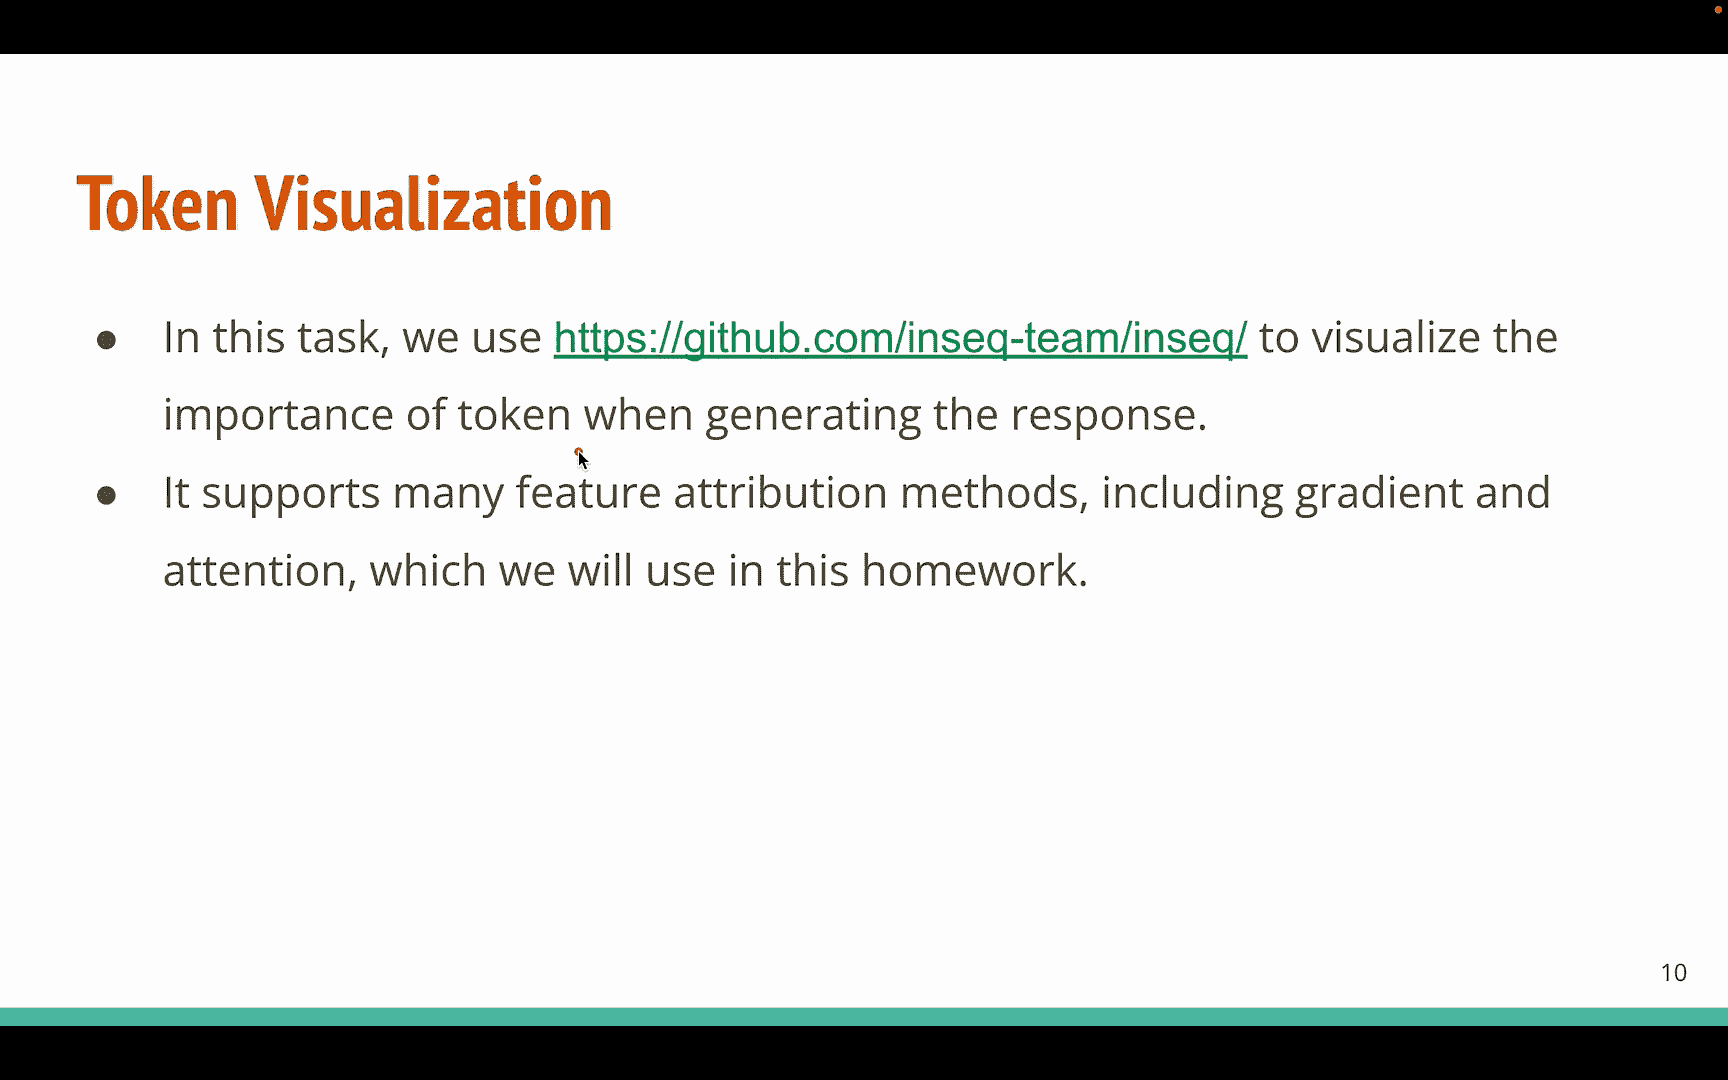 Token Visualization
● In this task, we use https://github.com/inseq-team/inseq/ to visualize the
importance of token when generating the response.
● It supports many feature attribution methods, including gradient and
attention, which we will use in this homework.
10